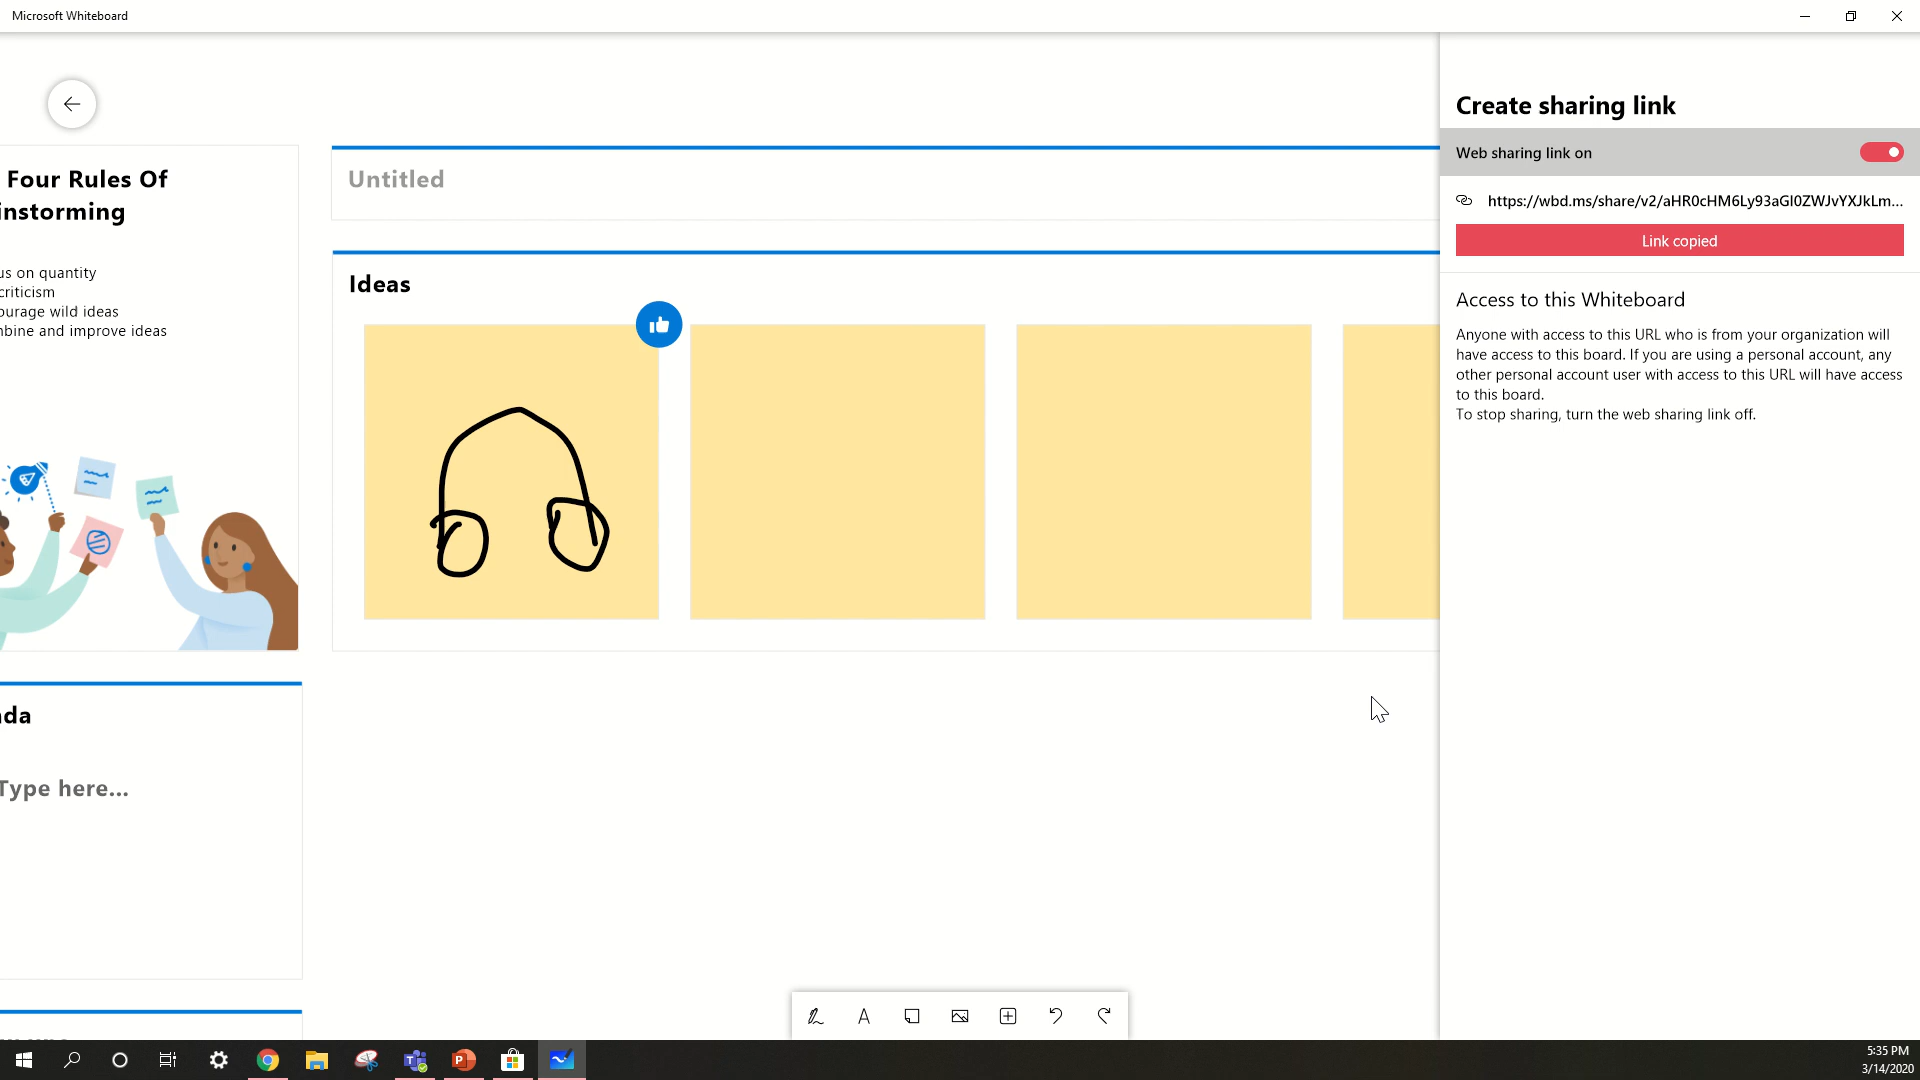 Microsoft Whiteboard
Four Rules Of
instorming
us on quantity
criticism
ourage wild ideas
nbine and improve ideas
Untitled
Ideas
nda
Type here...
Create sharing link
Web sharing link on
https://wbd.ms/share/v2/aHR0cHM6Ly93aGl0ZWJvYXJkLm...
Link copied
Access to this Whiteboard
Anyone with access to this URL who is from your organization will
have access to this board. If you are using a personal account, any
other personal account user with access to this URL will have access
to this board.
To stop sharing, turn the web sharing link off.
5:35 PM
3/14/2020